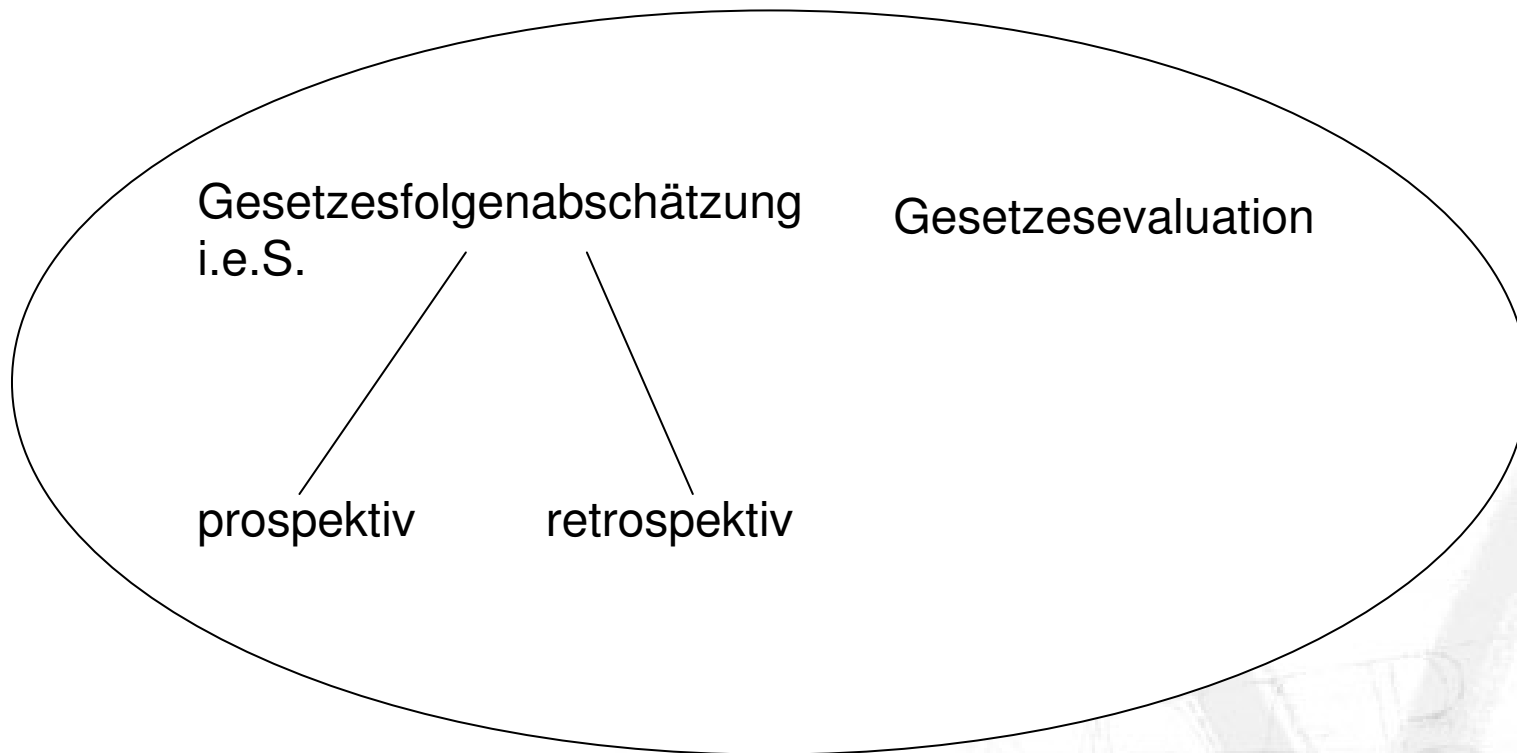 Gesetzesfolgenabschätzung
i.e.S.
Gesetzesevaluation
prospektiv
retrospektiv